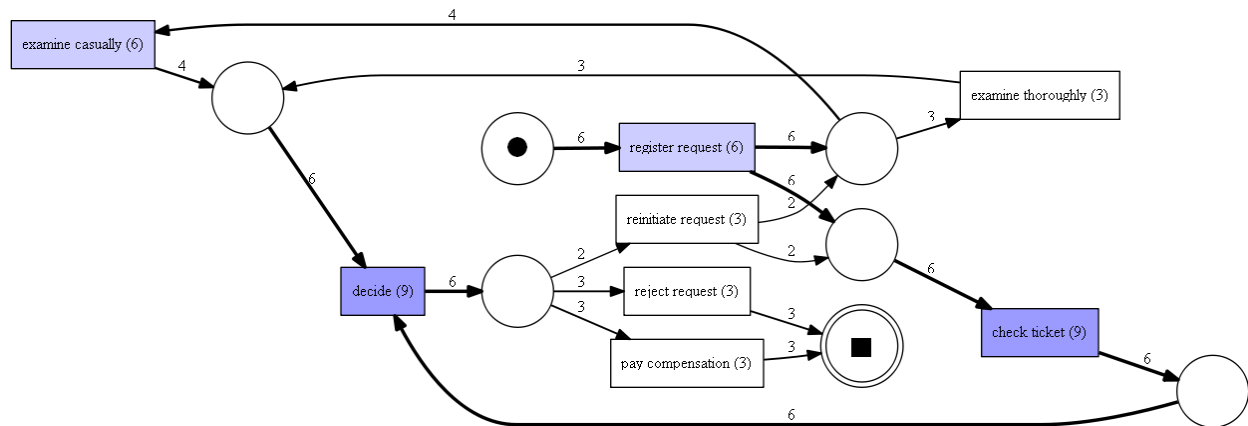 4
examine casually (6)
4
3
examine thoroughly (3)
3
6
register request (6)
6
6
6
reinitiate request (3)
2
2
2
6
decide (9)
6
3
reject request (3)
3
3
pay compensation (3)
3
check ticket (9)
6
6